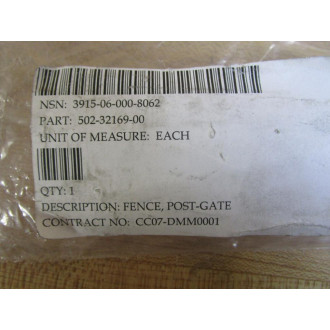 NSN: 3915-06-000-8062
PART: 502-32169-00
UNIT OF MEASURE: EACH
QTY: 1
DESCRIPTION: FENCE, POST-GATE
CONTRACT NO: CC07-DMM0001